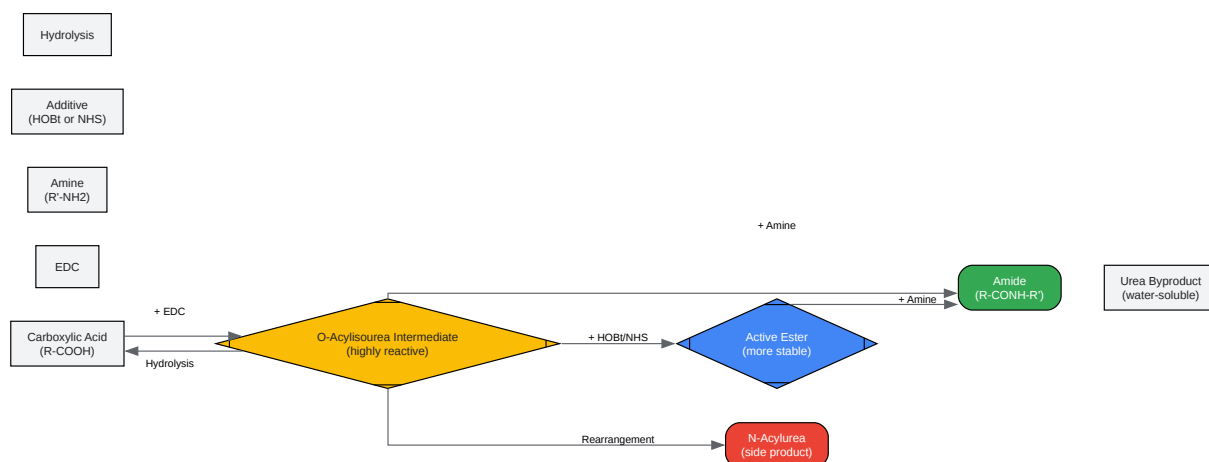 Hydrolysis
Additive
(HOBt or NHS)
Amine
(R'-NH2)
+ Amine
EDC
Amide
(R-CONH-R')
Urea Byproduct
(water-soluble)
+ Amine
+ EDC
Carboxylic Acid
(R-COOH)
O-Acylisourea Intermediate
(highly reactive)
+ HOBt/NHS
Active Ester
(more stable)
Hydrolysis
Rearrangement
N-Acylurea
(side product)